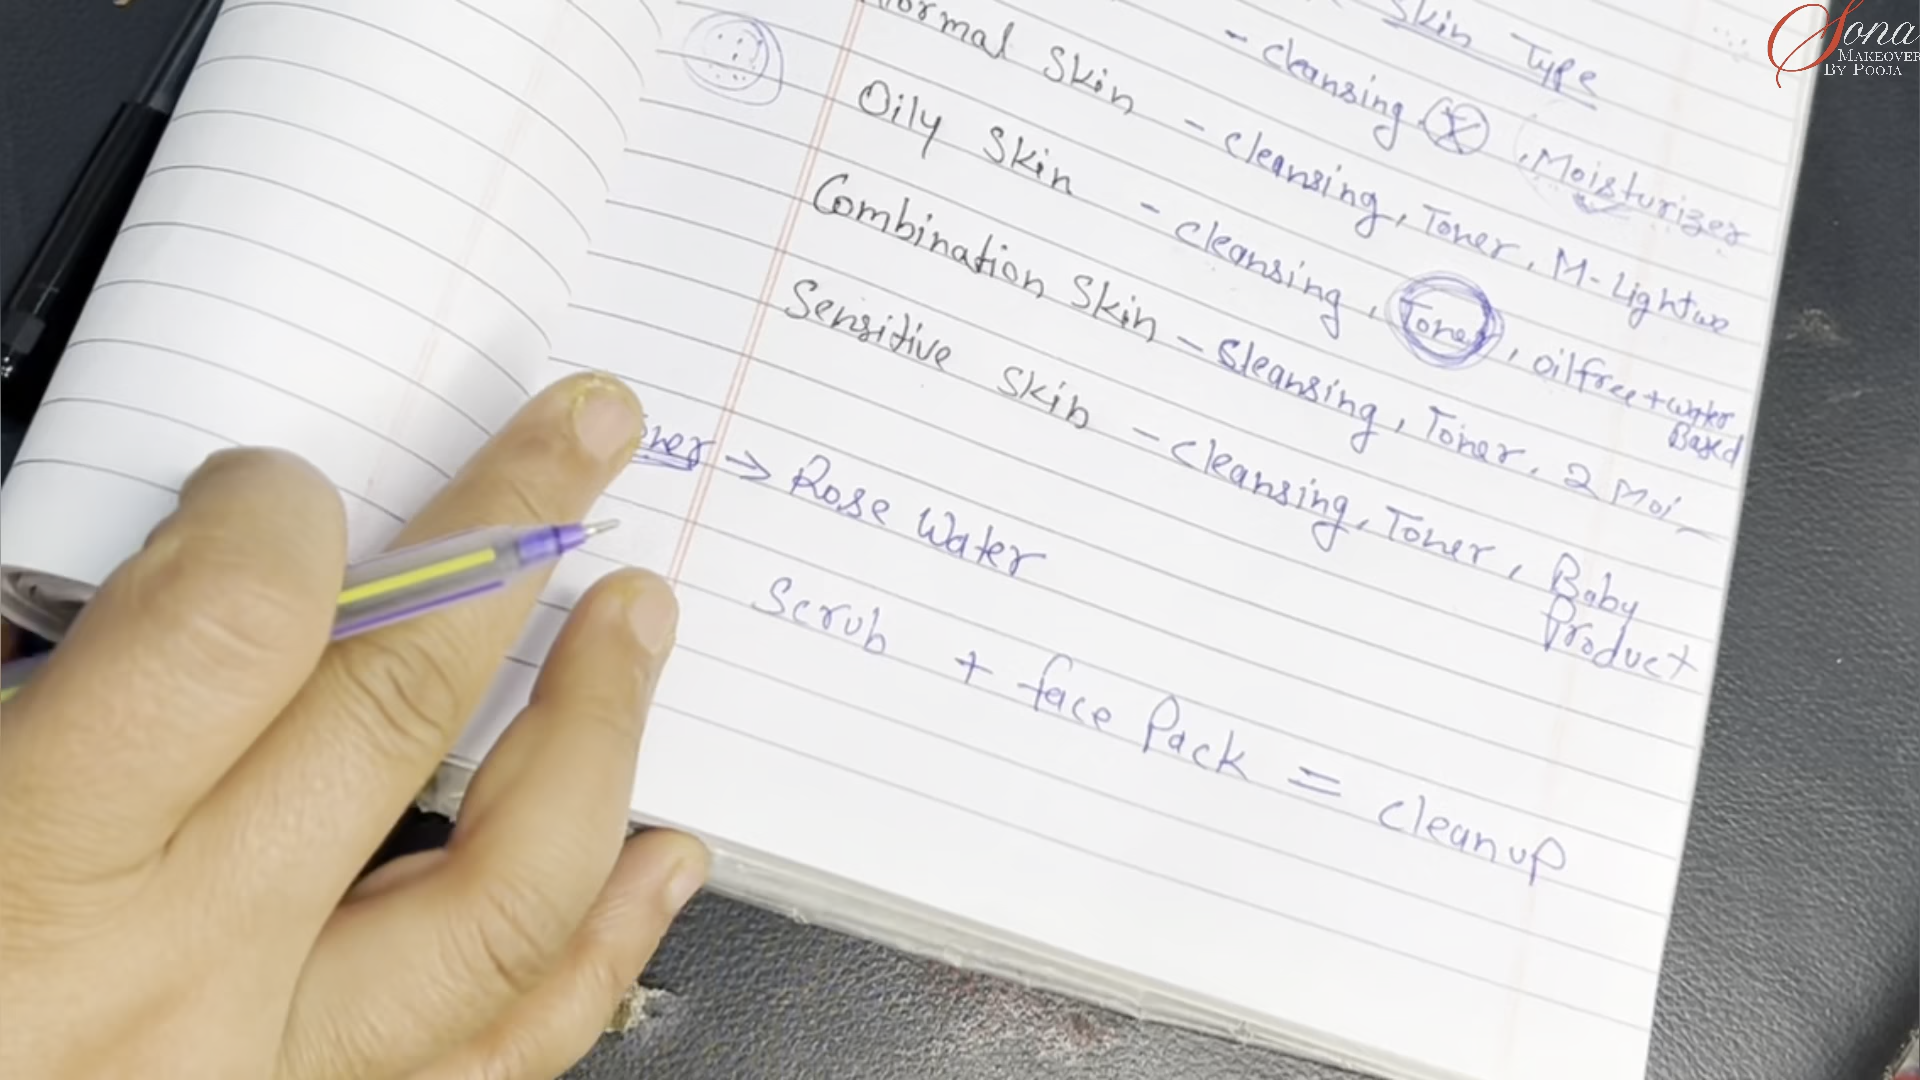 Skin Type
- cleansing X, Moisturizer
Normal Skin - cleansing, Toner, M-Lightwe
Oily Skin - cleansing, Toner, oilfree + Water Based
Combination Skin - Sleansing, Toner, 2 Moi
Sensitive Skin - cleansing, Toner, Baby Product
oner → Rose Water
Scrub + face Pack = cleanup
Sona
MAKEOVER
BY POOJA